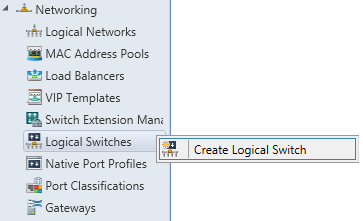 Networking
Logical Networks
MAC Address Pools
Load Balancers
VIP Templates
Switch Extension Mana
Logical Switches
Create Logical Switch
Native Port Profiles
Port Classifications
Gateways